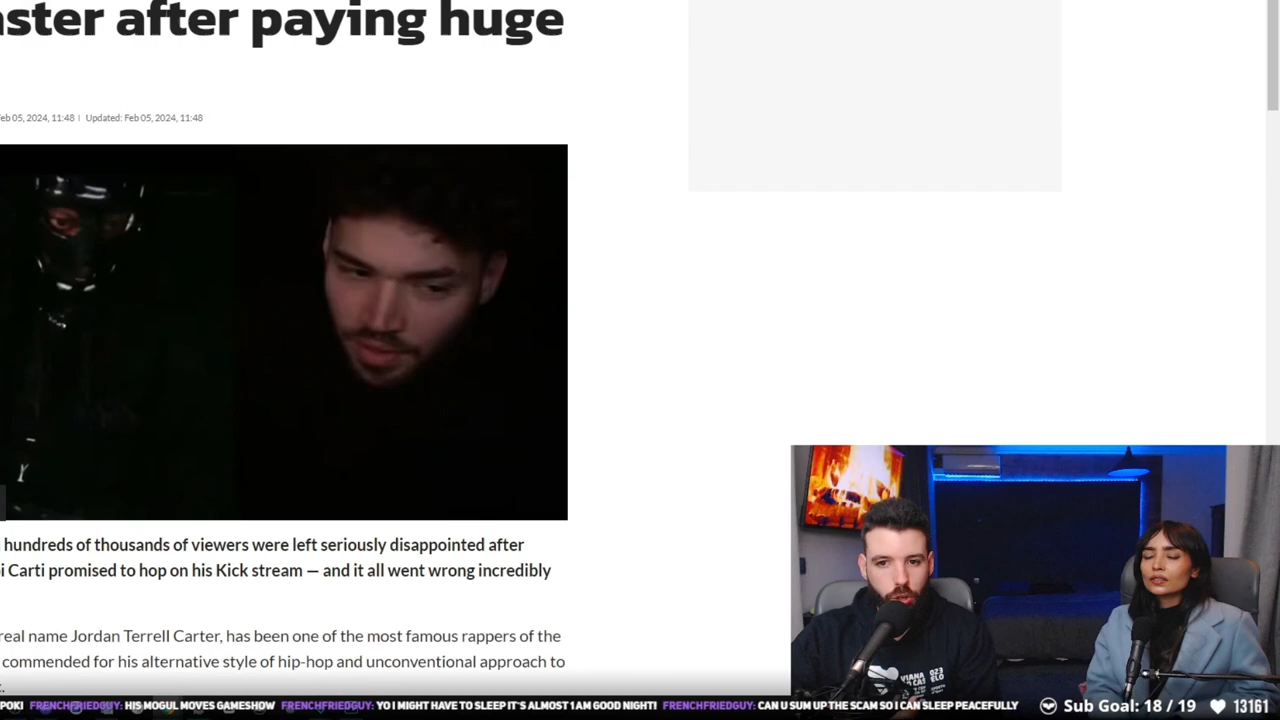 aster after paying huge
eb 05, 2024, 11:48 | Updated: Feb 05, 2024, 11:48
hundreds of thousands of viewers were left seriously disappointed after
i Carti promised to hop on his Kick stream — and it all went wrong incredibly
real name Jordan Terrell Carter, has been one of the most famous rappers of the
commended for his alternative style of hip-hop and unconventional approach to
POKI FRENCHFRIEDGUY: HIS MOGUL MOVES GAMESHOW FRENCHFRIEDGUY: YO I MIGHT HAVE TO SLEEP IT'S ALMOST 1AM GOOD NIGHT! FRENCHFRIEDGUY: CAN U SUM UP THE SCAM SO I CAN SLEEP PEACEFULLY
Sub Goal: 18 / 19 13161